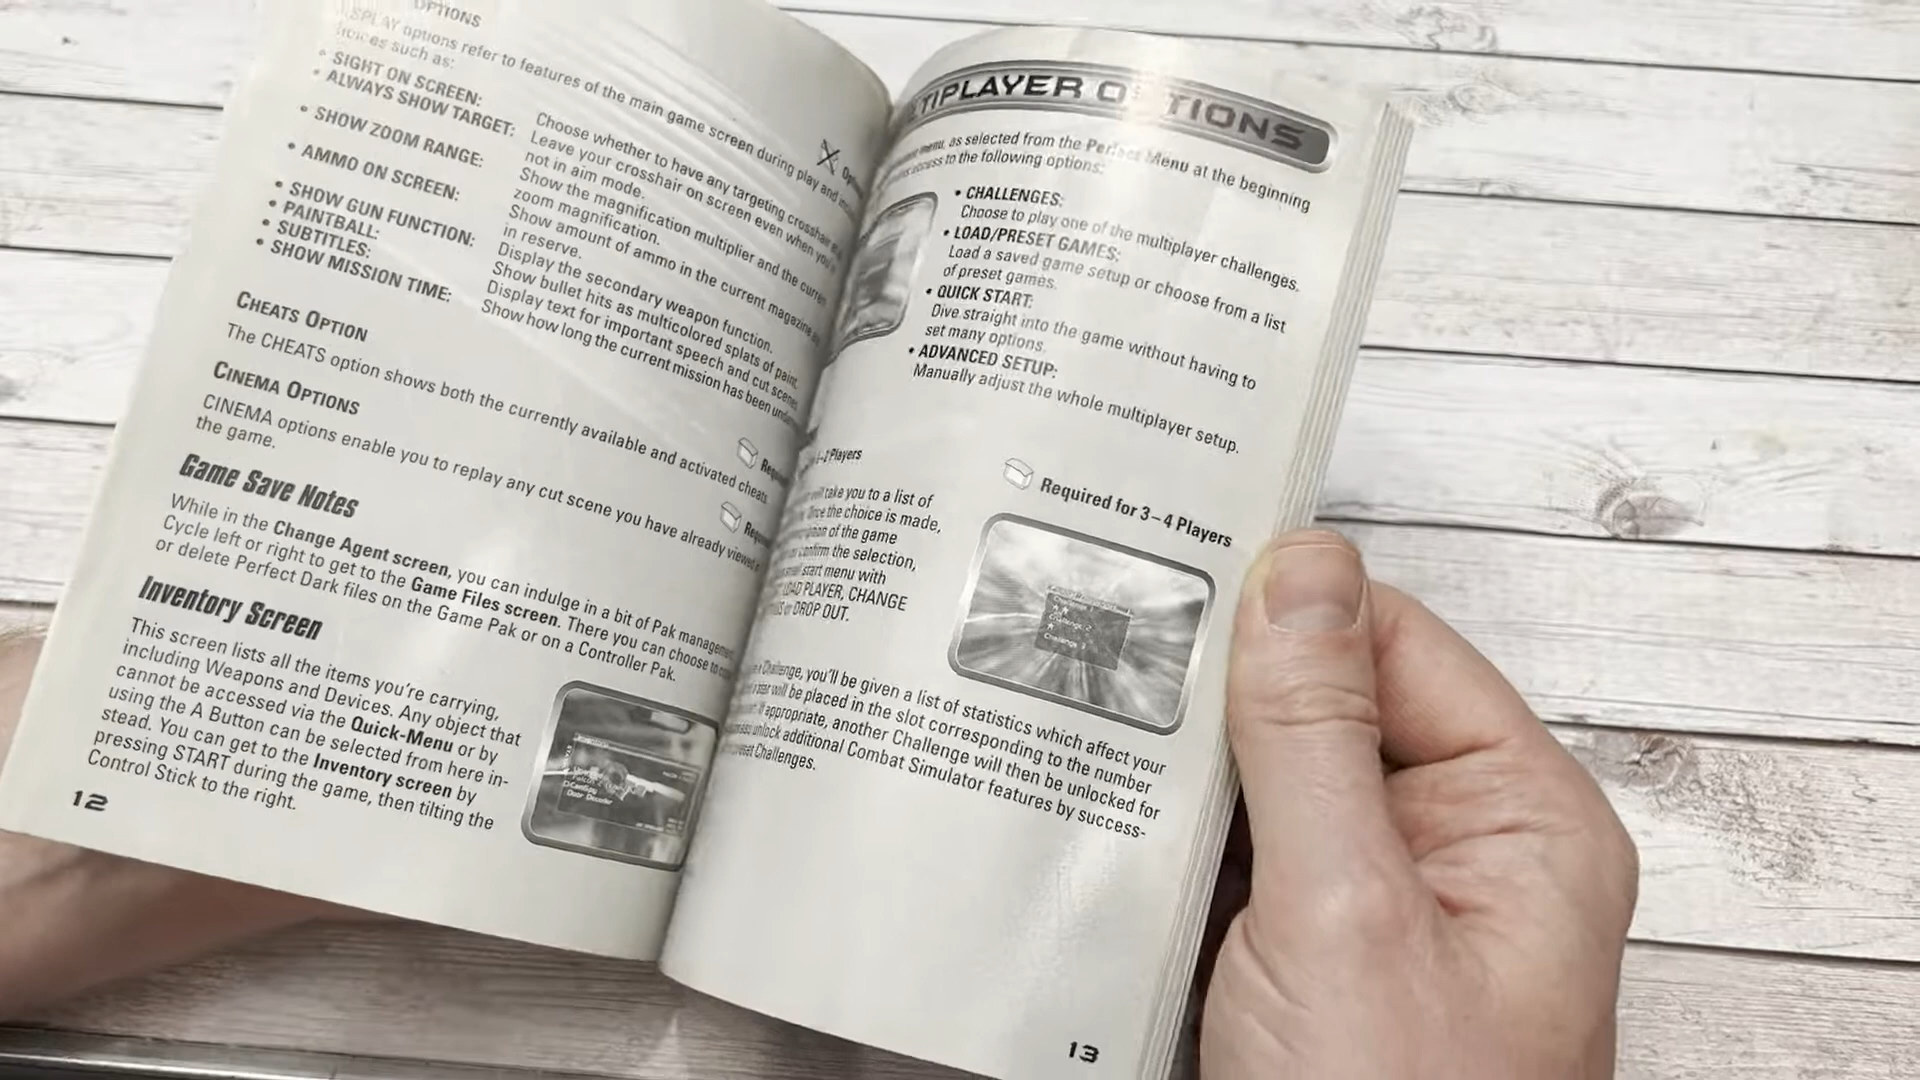 OPTIONS
DISPLAY options refer to features of the main game screen during play and
choices such as:
• SIGHT ON SCREEN: Choose whether to have any targeting crosshair
• ALWAYS SHOW TARGET: Leave your crosshair on screen even when you're
not in aim mode.
• SHOW ZOOM RANGE: Show the magnification multiplier and the current
zoom magnification.
• AMMO ON SCREEN: Show amount of ammo in the current magazine and
in reserve.
• SHOW GUN FUNCTION: Display the secondary weapon function.
• PAINTBALL: Show bullet hits as multicolored splats of paint.
• SUBTITLES: Display text for important speech and cut scenes
• SHOW MISSION TIME: Show how long the current mission has been
CHEATS OPTION
The CHEATS option shows both the currently available and activated cheats.
CINEMA OPTIONS
CINEMA options enable you to replay any cut scene you have already viewed
the game.
Game Save Notes
While in the Change Agent screen, you can indulge in a bit of Pak
Cycle left or right to get to the Game Files screen. There you can choose to
or delete Perfect Dark files on the Game Pak or on a Controller Pak.
Inventory Screen
This screen lists all the items you're carrying,
including Weapons and Devices. Any object that
cannot be accessed via the Quick-Menu or by
using the A Button can be selected from here in-
stead. You can get to the Inventory screen by
pressing START during the game, then tilting the
Control Stick to the right.
CamSpy
Door Decoder
12
TIPLAYER O TIONS
menu, as selected from the Perfect Menu at the beginning
access to the following options:
• CHALLENGES:
Choose to play one of the multiplayer challenges.
• LOAD/PRESET GAMES:
Load a saved game setup or choose from a list
of preset games.
• QUICK START:
Dive straight into the game without having to
set many options.
• ADVANCED SETUP:
Manually adjust the whole multiplayer setup.
Players
Required for 3–4 Players
will take you to a list of
Once the choice is made,
of the game
confirm the selection,
start menu with
LOAD PLAYER, CHANGE
or DROP OUT.
Challenge 2
a Challenge, you'll be given a list of statistics which affect your
a star will be placed in the slot corresponding to the number
If appropriate, another Challenge will then be unlocked for
unlock additional Combat Simulator features by success-
preset Challenges.
13